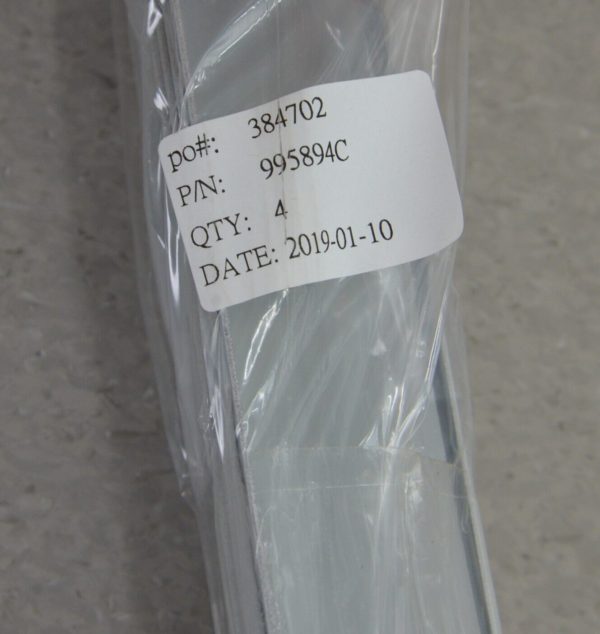 po#: 384702
P/N: 995894C
QTY: 4
DATE: 2019-01-10